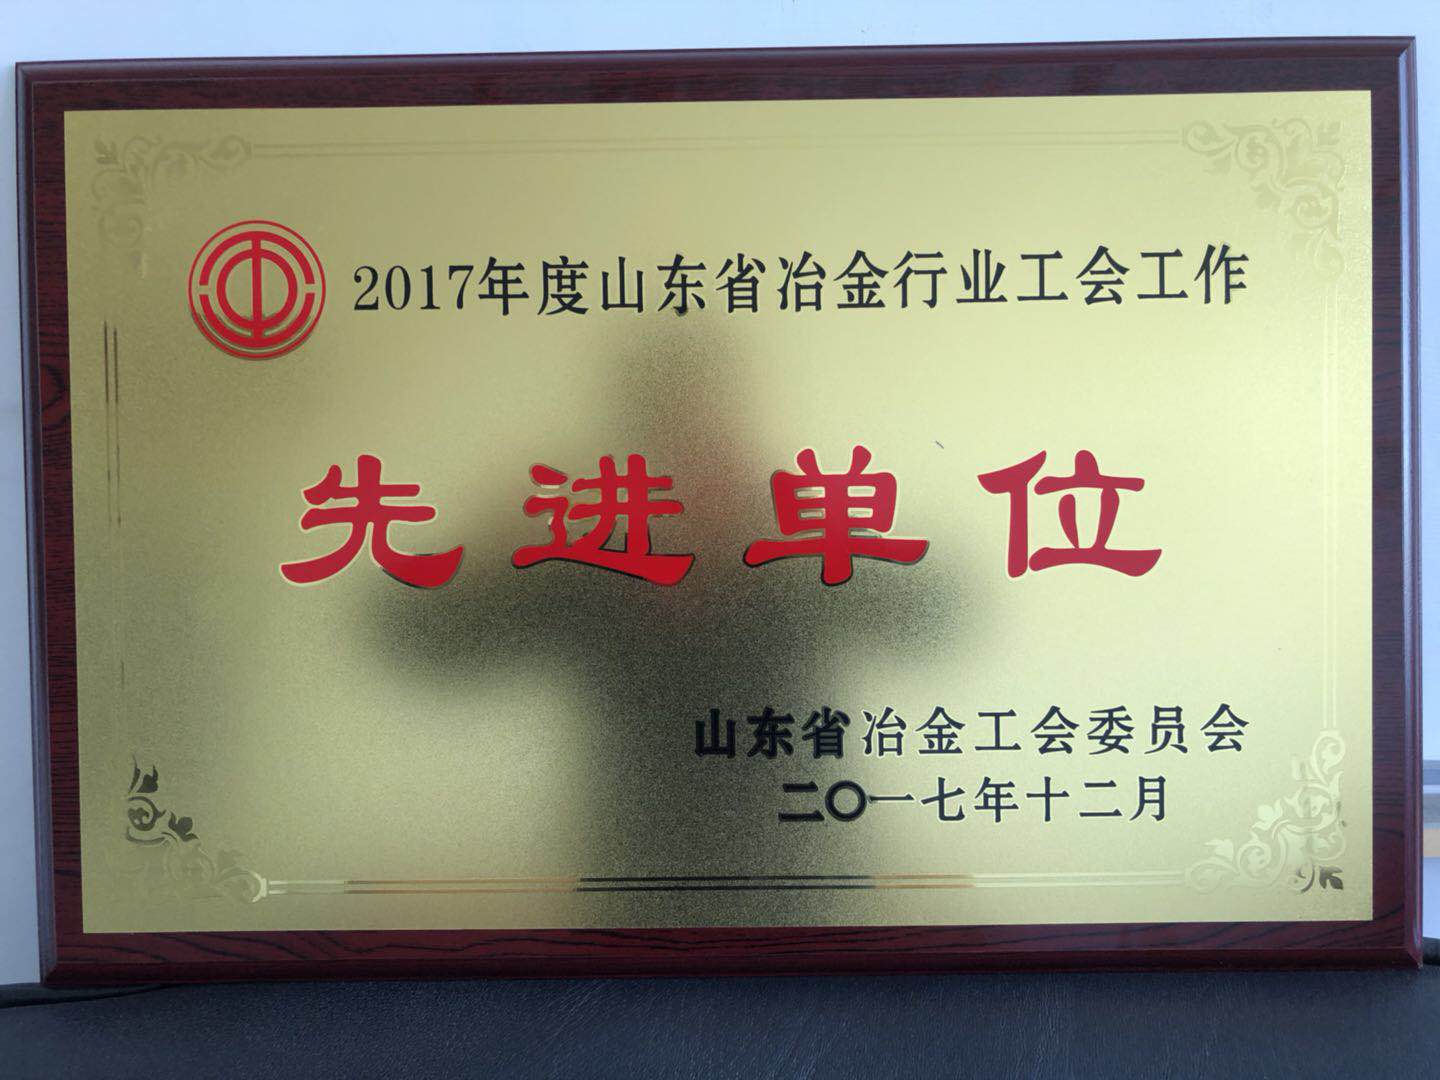 2017年度山东省冶金行业工会工作
先进单位
山东省冶金工会委员会
二〇一七年十二月